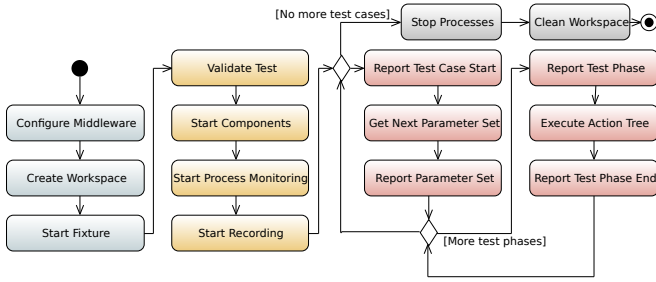 [No more test cases]
Stop Processes
Clean Workspace
Validate Test
Report Test Case Start
Report Test Phase
Configure Middleware
Start Components
Get Next Parameter Set
Execute Action Tree
Create Workspace
Start Process Monitoring
Report Parameter Set
Report Test Phase End
Start Fixture
Start Recording
[More test phases]